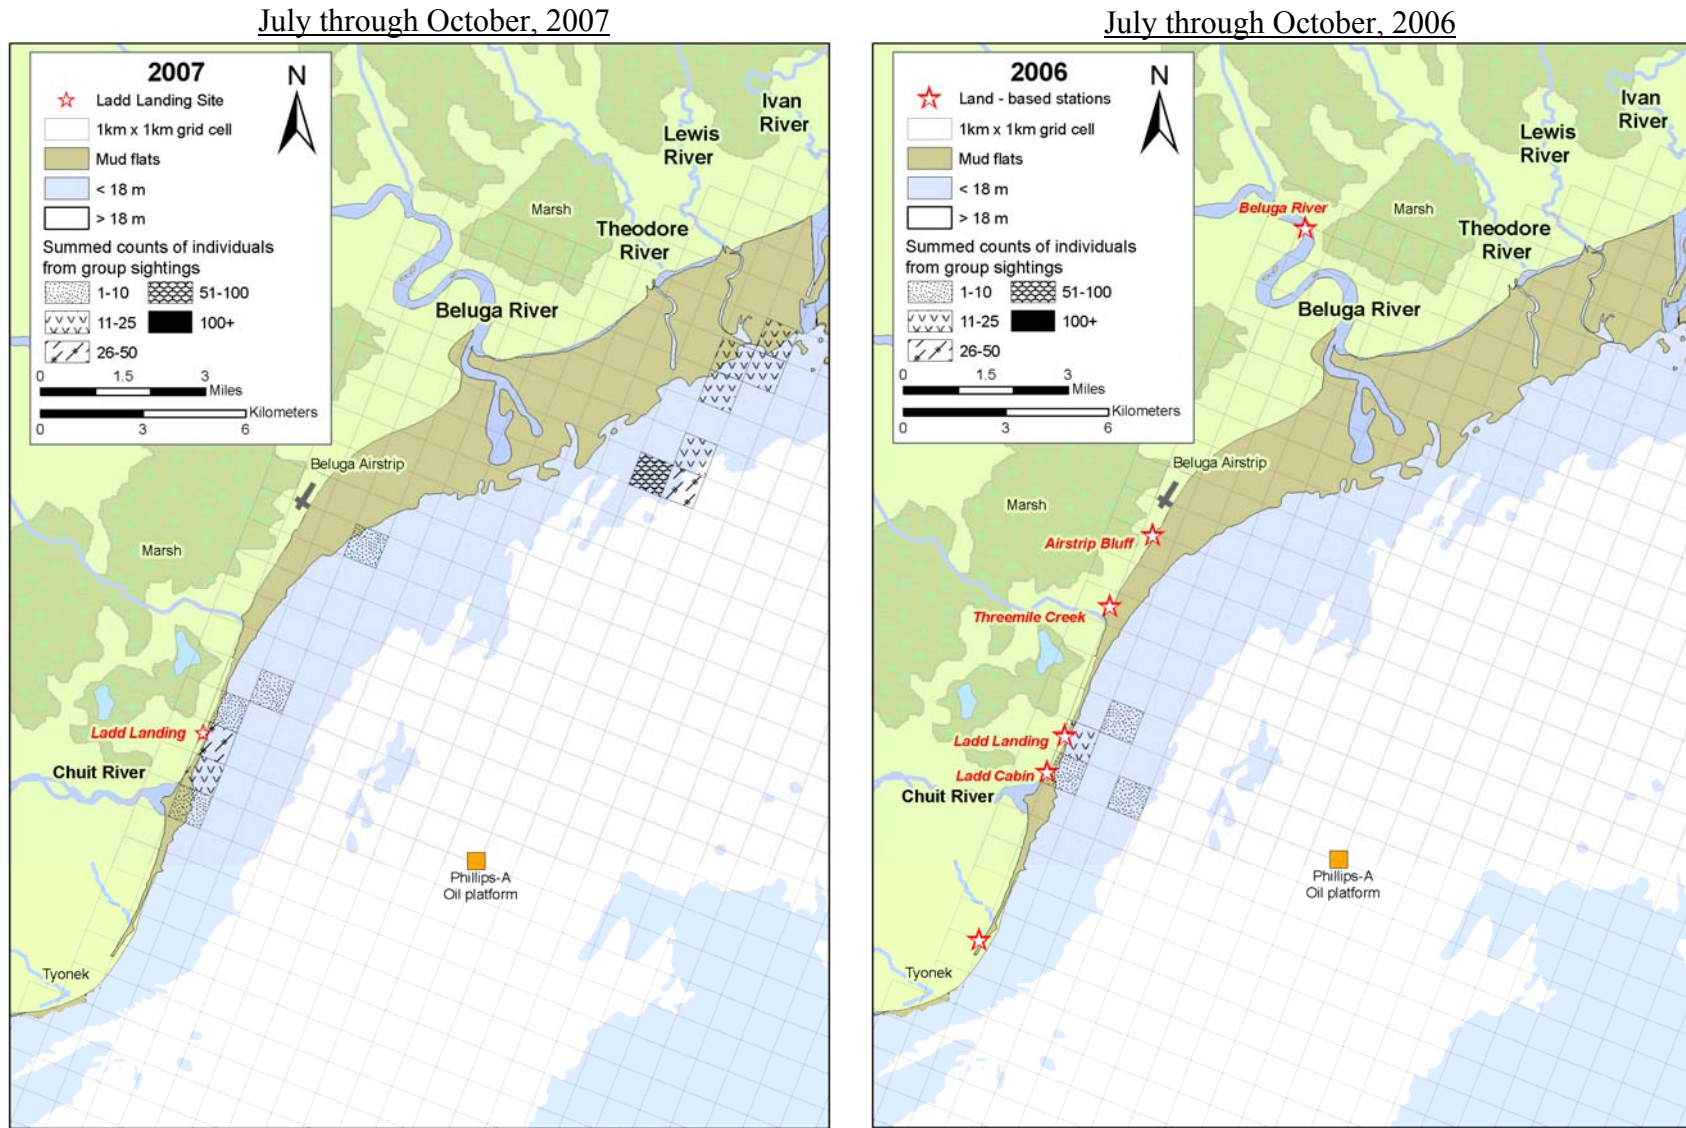 July through October, 2007
2007
N
Ladd Landing Site
1km x 1km grid cell
Mud flats
< 18 m
> 18 m
Summed counts of individuals
from group sightings
1-10
51-100
11-25
100+
26-50
0
1.5
3
Miles
Kilometers
0
3
6
Ivan
River
Lewis
River
Marsh
Theodore
River
Beluga River
Beluga Airstrip
Marsh
Ladd Landing
Chuit River
Phillips-A
Oil platform
Tyonek
July through October, 2006
2006
N
Land - based stations
1km x 1km grid cell
Mud flats
< 18 m
> 18 m
Summed counts of individuals
from group sightings
1-10
51-100
11-25
100+
26-50
0
1.5
3
Miles
Kilometers
0
3
6
Ivan
River
Lewis
River
Beluga River
Marsh
Theodore
River
Beluga River
Beluga Airstrip
Marsh
Airstrip Bluff
Threemile Creek
Ladd Landing
Ladd Cabin
Chuit River
Phillips-A
Oil platform
Tyonek